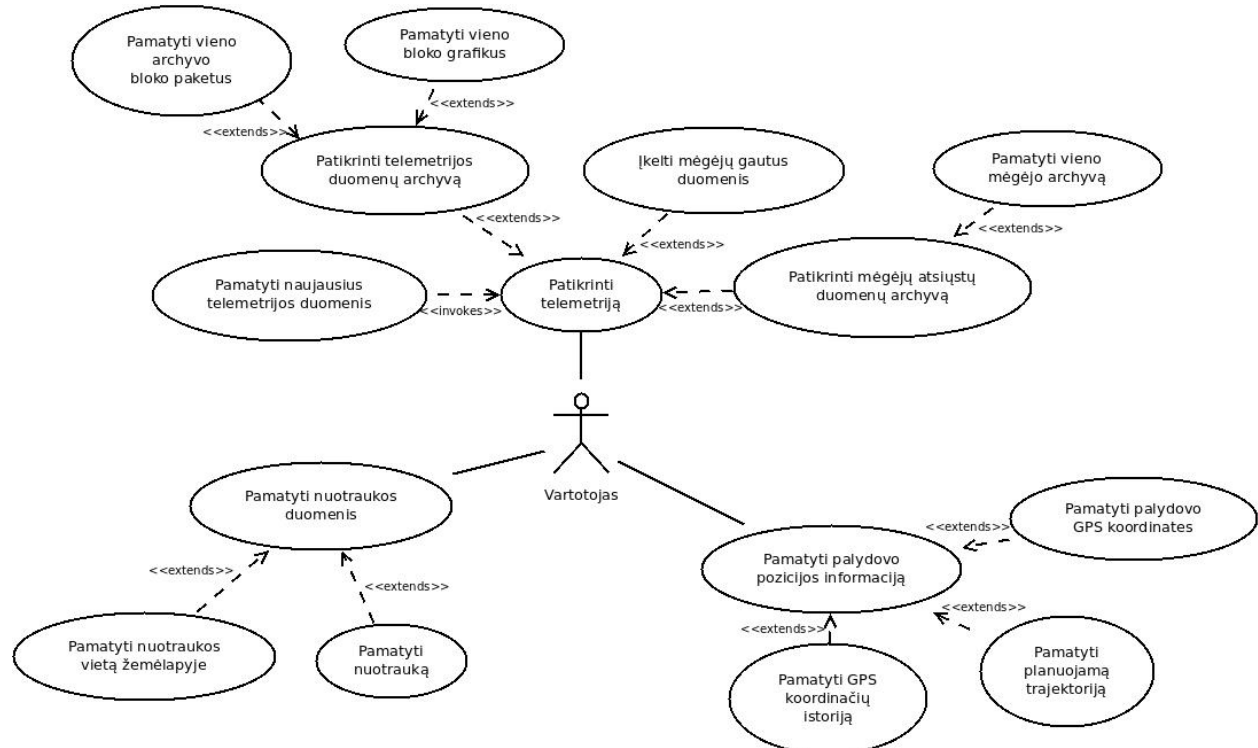 Pamatyti vieno
archyvo
bloko paketus
Pamatyti vieno
bloko grafikus
<<extends>>
<<extends>>
Patikrinti telemetrijos
duomenų archyvą
Įkelti mėgėjų gautus
duomenis
Pamatyti vieno
mėgėjo archyvą
<<extends>>
<<extends>>
<<extends>>
Pamatyti naujausius
telemetrijos duomenis
<<invokes>>
Patikrinti
telemetriją
<<extends>>
Patikrinti mėgėjų atsiųstų
duomenų archyvą
Vartotojas
Pamatyti nuotraukos
duomenis
<<extends>>
<<extends>>
Pamatyti nuotraukos
vietą žemėlapyje
Pamatyti
nuotrauką
Pamatyti palydovo
pozicijos informaciją
<<extends>>
Pamatyti palydovo
GPS koordinates
<<extends>>
<<extends>>
Pamatyti GPS
koordinačių
istoriją
Pamatyti
planuojamą
trajektoriją